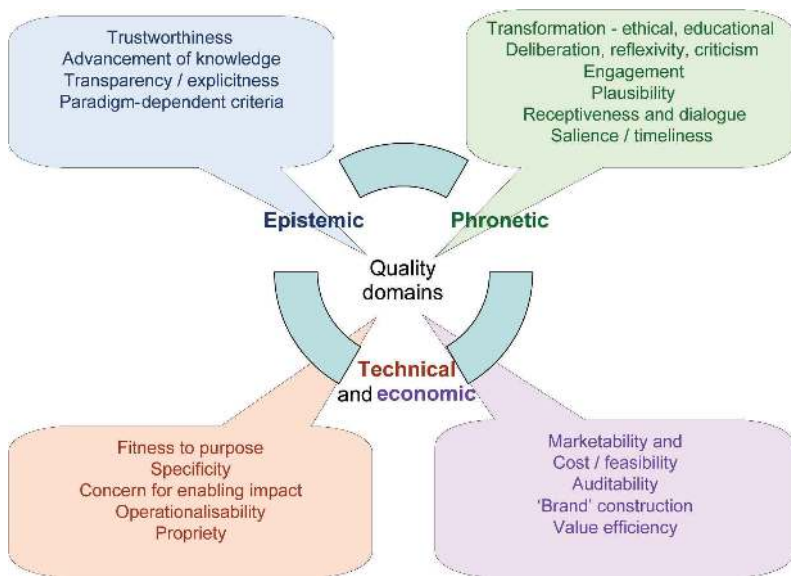 Trustworthiness
Advancement of knowledge
Transparency / explicitness
Paradigm-dependent criteria
Transformation - ethical, educational
Deliberation, reflexivity, criticism
Engagement
Plausibility
Receptiveness and dialogue
Salience / timeliness
Epistemic
Phronetic
Quality
domains
Technical
and economic
Fitness to purpose
Specificity
Concern for enabling impact
Operationalisability
Propriety
Marketability and
Cost / feasibility
Auditability
‘Brand’ construction
Value efficiency